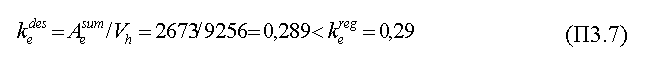 k_e^{des} = A_e^{sum}/V_h = 2673/9256=0,289< k_e^{reg} = 0,29 (П3.7)